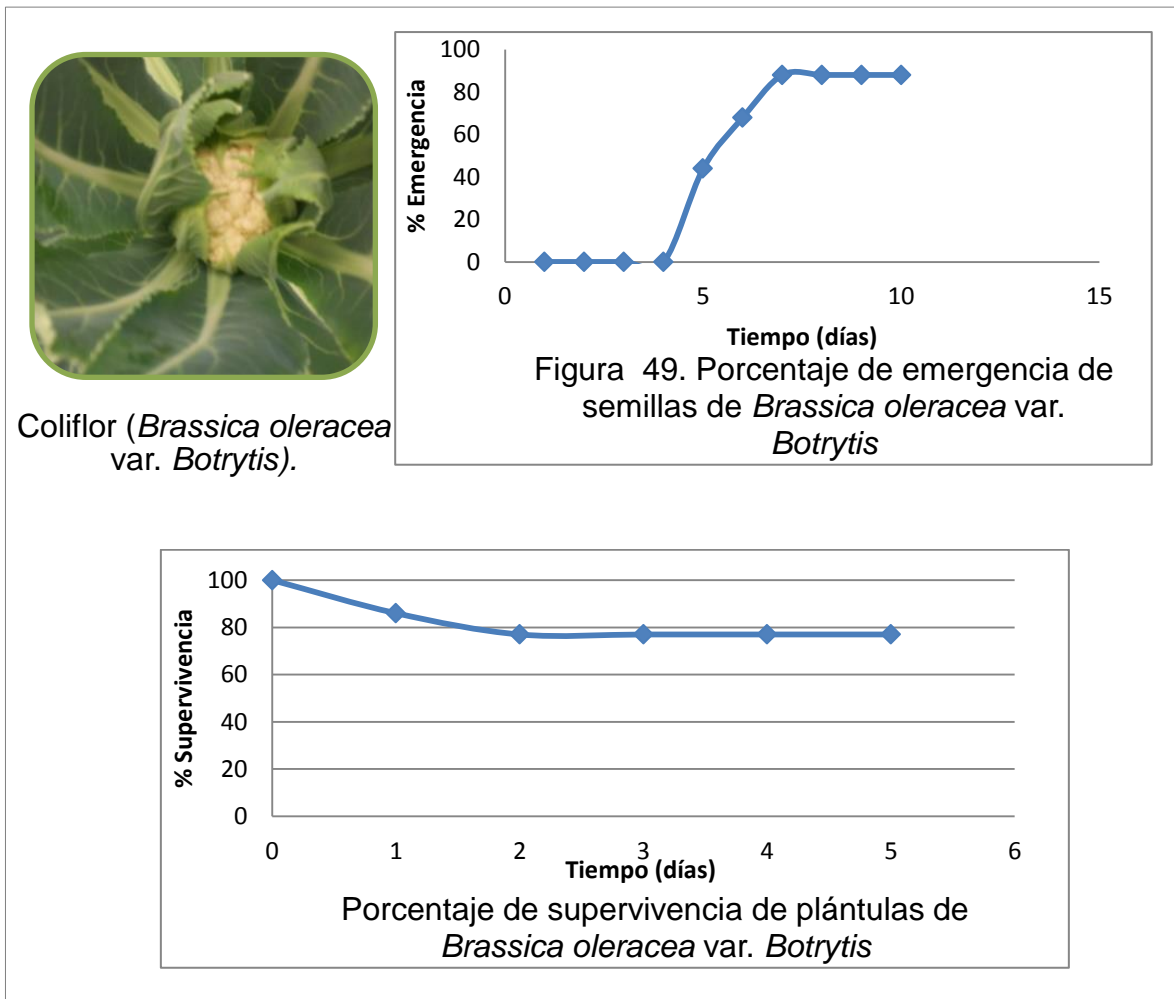 Coliflor (Brassica oleracea
var. Botrytis).
100
80
60
40
20
0
% Emergencia
0 5 10 15
Tiempo (días)
Figura 49. Porcentaje de emergencia de
semillas de Brassica oleracea var.
Botrytis
100
80
60
40
20
0
% Supervivencia
0 1 2 3 4 5 6
Tiempo (días)
Porcentaje de supervivencia de plántulas de
Brassica oleracea var. Botrytis